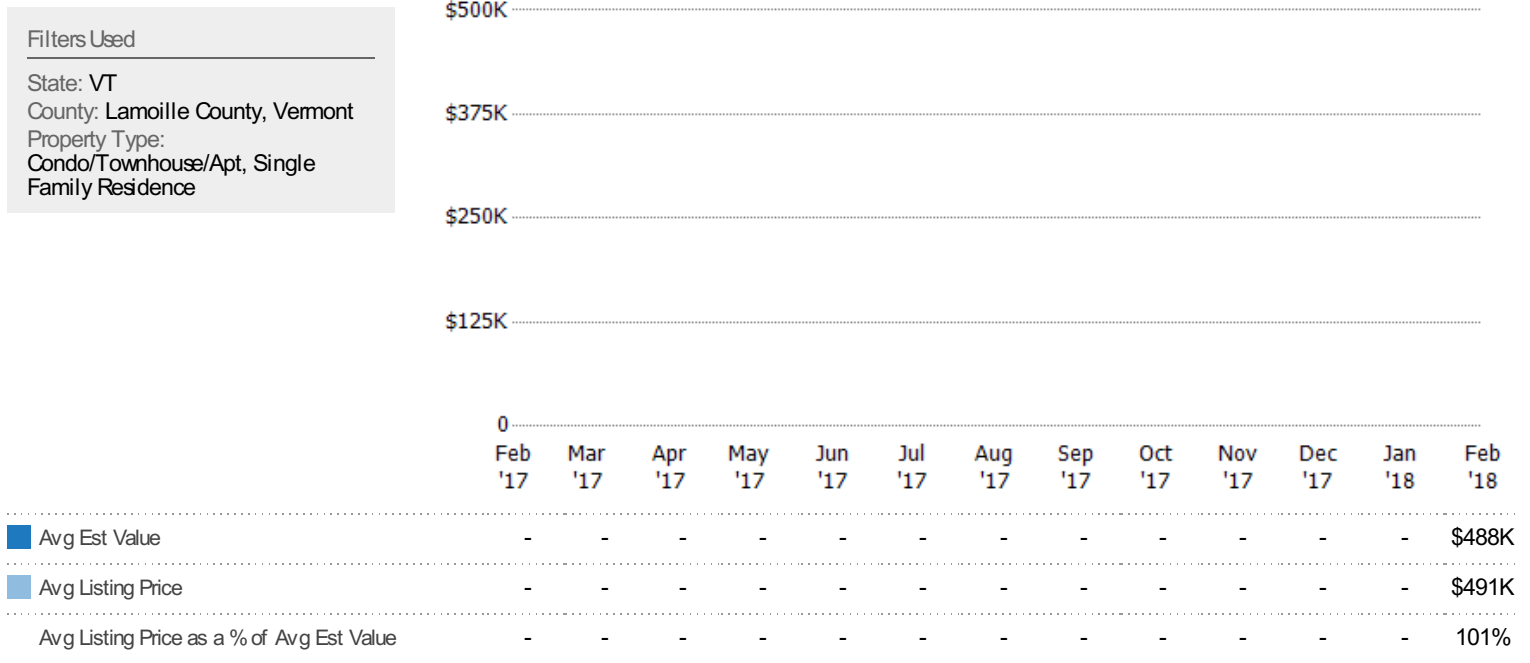 Filters Used
State: VT
County: Lamoille County, Vermont
Property Type:
Condo/Townhouse/Apt, Single
Family Residence
$500K
$375K
$250K
$125K
0
Feb Mar Apr May Jun Jul Aug Sep Oct Nov Dec Jan Feb
'17 '17 '17 '17 '17 '17 '17 '17 '17 '17 '17 '18 '18
Avg Est Value - - - - - - - - - - - - $488K
Avg Listing Price - - - - - - - - - - - - $491K
Avg Listing Price as a % of Avg Est Value - - - - - - - - - - - - 101%